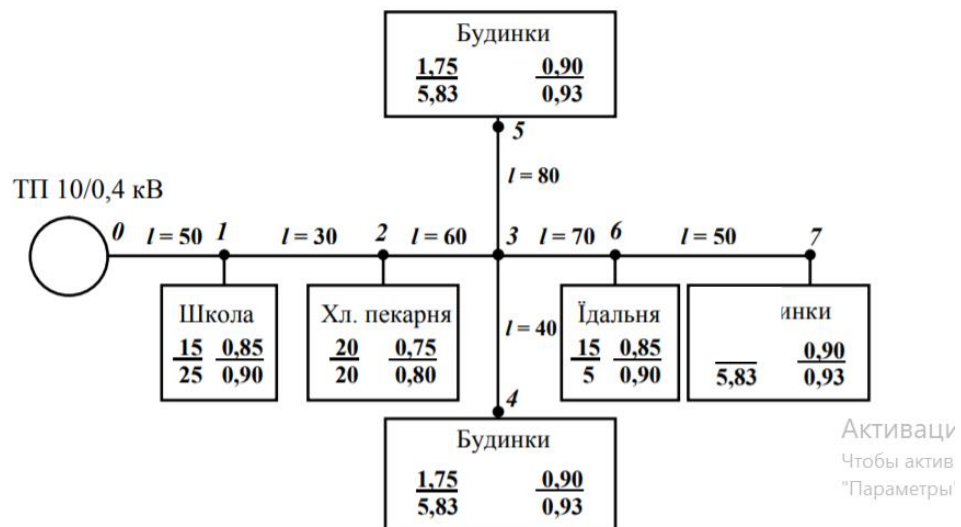 Будинки
1,75 0,90
5,83 0,93
5
l = 80
ТП 10/0,4 кВ
0 l = 50 1 l = 30 2 l = 60 3 l = 70 6 l = 50 7
Школа
15 0,85
25 0,90
Хл. пекарня
20 0,75
20 0,80
l = 40
Їдальня
15 0,85
5 0,90
инки
0,90
5,83 0,93
4
Будинки
1,75 0,90
5,83 0,93
Активаци
Чтобы актив
"Параметры"